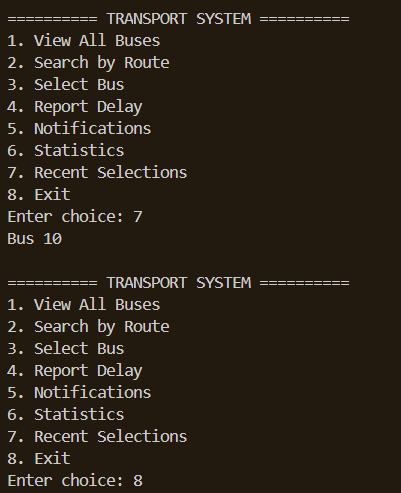 ========== TRANSPORT SYSTEM ==========
1. View All Buses
2. Search by Route
3. Select Bus
4. Report Delay
5. Notifications
6. Statistics
7. Recent Selections
8. Exit
Enter choice: 7
Bus 10

========== TRANSPORT SYSTEM ==========
1. View All Buses
2. Search by Route
3. Select Bus
4. Report Delay
5. Notifications
6. Statistics
7. Recent Selections
8. Exit
Enter choice: 8